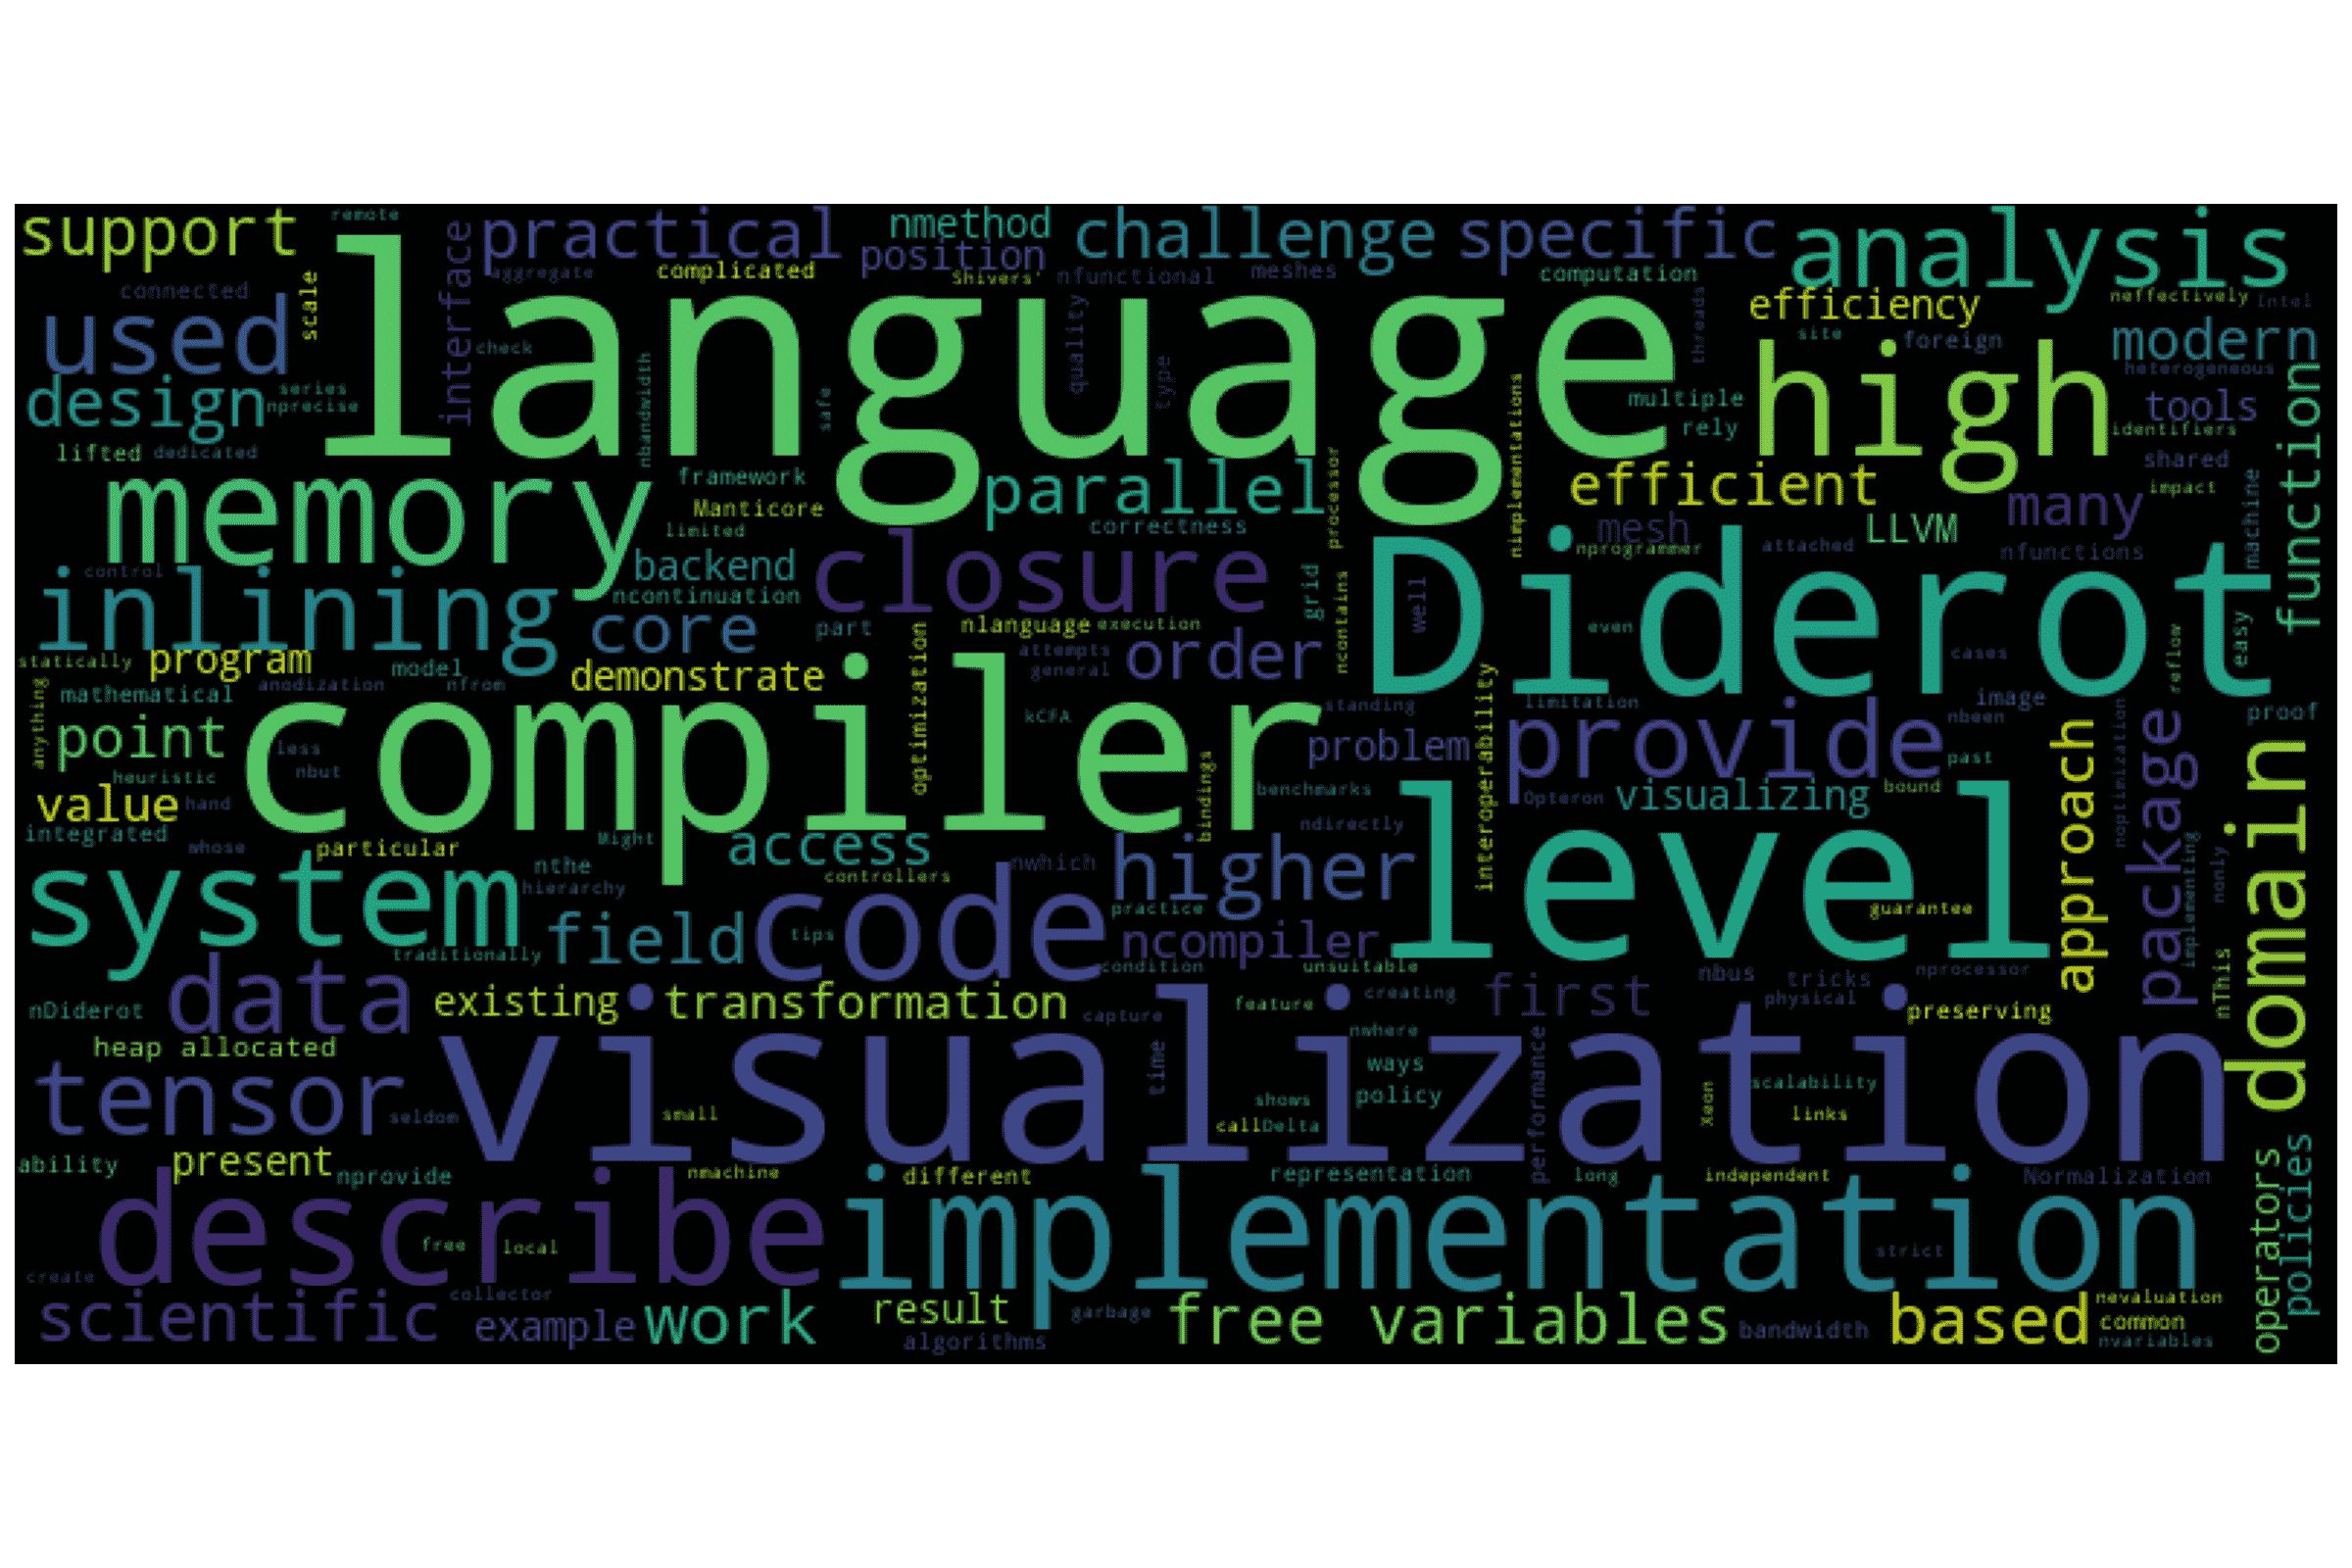 support
remote
practical
nmethod
position
challenge
specific
analysis
language
interface
aggregate
complicated
Shivers'
nfunctional
meshes
computation
connected
scale
used
check
quality
type
threads
efficiency
neffectively
Intel
site
foreign
modern
heterogeneous
design
series
nprecise
nbandwidth
safe
high
multiple
rely
tools
identifiers
function
lifted
dedicated
framework
memory
Manticore
limited
parallel
correctness
processor
nimplementations
efficient
shared
impact
many
machine
mesh
LLVM
nprogrammer
attached
nfunctions
control
inlining
backend
ncontinuation
closure
grid
ncontains
Diderot
well
even
cases
easy
reflow
core
part
nlanguage
execution
order
attempts
general
statically
program
model
demonstrate
optimization
mathematical
anodization
nfrom
anything
compiler
kCFA
standing
interoperability
limitation
image
nbeen
proof
point
less
nbut
heuristic
problem
provide
past
approach
noptimization
package
domain
value
hand
bindings
benchmarks
Opteron
visualizing
bound
integrated
whose
particular
Might
access
ndirectly
level
nthe
hierarchy
controllers
nwhich
higher
practice
guarantee
implementing
nonly
system
traditionally
field
code
tips
ncompiler
condition
unsuitable
nbus
tricks
nprocessor
nThis
data
existing
transformation
feature
creating
first
physical
preserving
nDiderot
capture
nwhere
heap allocated
visualization
time
ways
performance
tensor
seldom
small
shows
policy
Xeon
scalability
links
call
Delta
ability
present
nprovide
nmachine
different
representation
long
independent
Normalization
operators
policies
describe
implementation
free
local
strict
create
collector
scientific
example
work
result
algorithms
garbage
free variables
bandwidth
based
nevaluation
common
nvariables